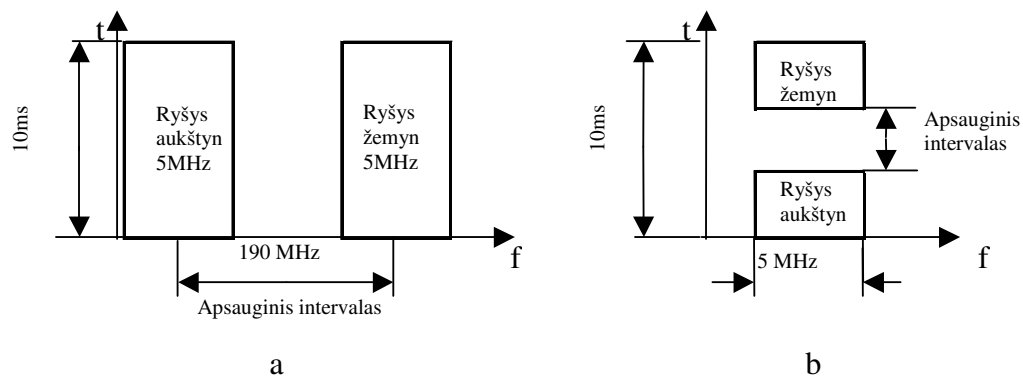 t
10ms
Ryšys
aukštyn
5MHz
Ryšys
žemyn
5MHz
190 MHz
f
Apsauginis intervalas
a
t
10ms
Ryšys
žemyn
Apsauginis
intervalas
Ryšys
aukštyn
5 MHz
f
b